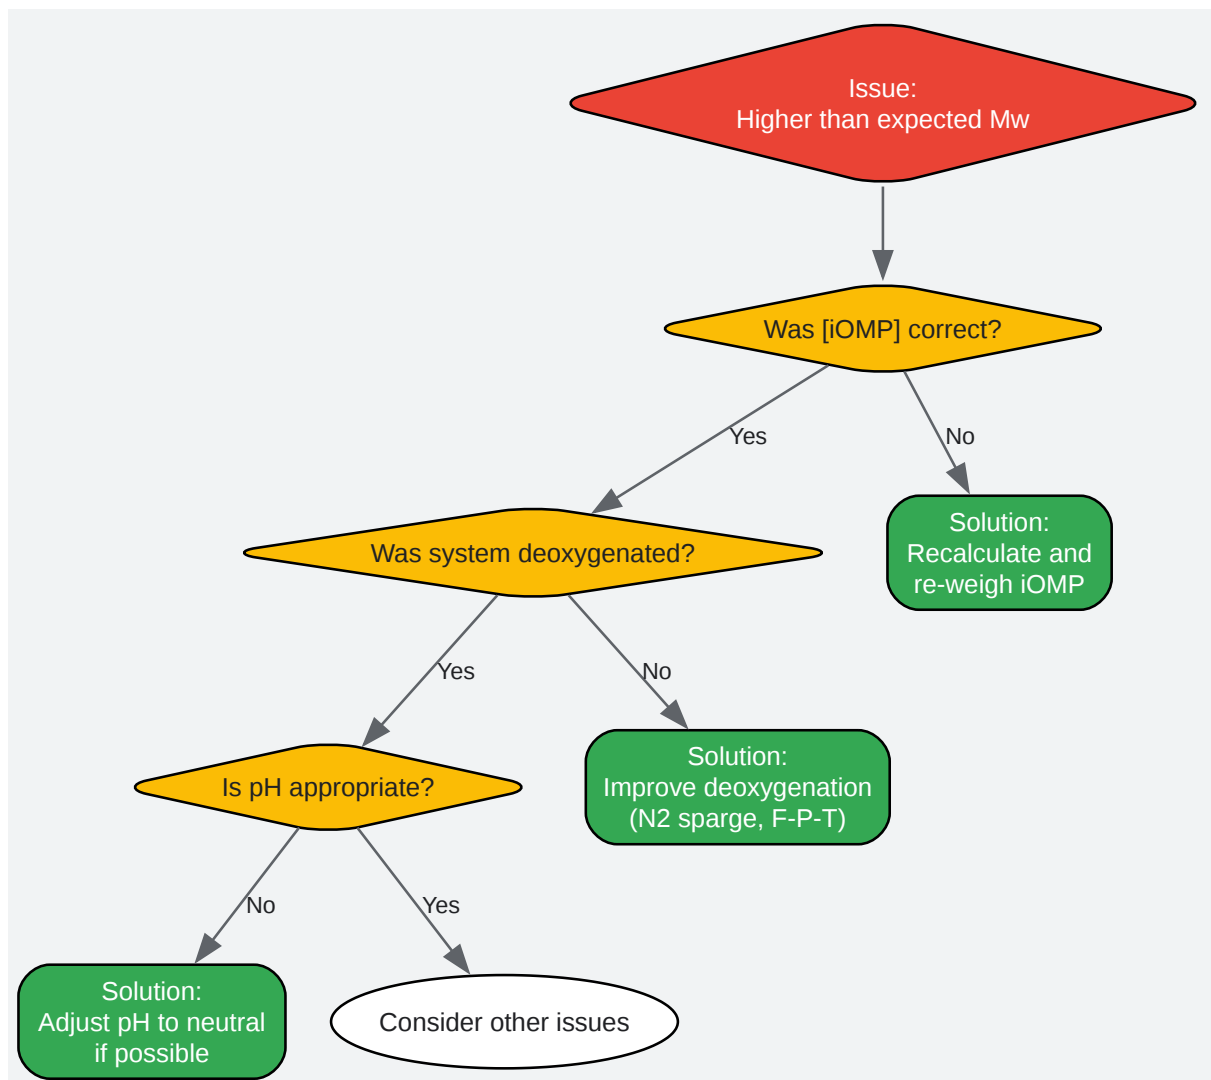 Issue:
Higher than expected Mw
Was [iOMP] correct?
Yes
No
Solution:
Recalculate and
re-weigh iOMP
Was system deoxygenated?
Yes
No
Solution:
Improve deoxygenation
(N2 sparge, F-P-T)
Is pH appropriate?
No
Yes
Solution:
Adjust pH to neutral
if possible
Consider other issues